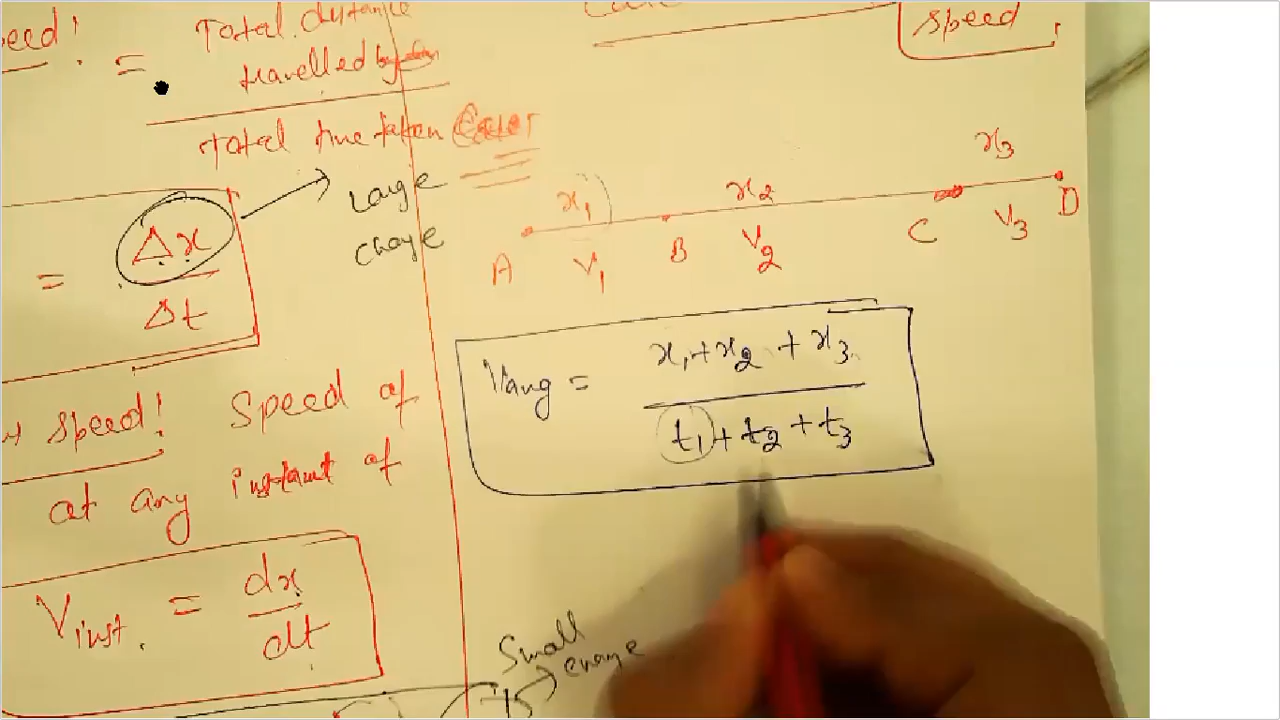 eed!
= Total distance
travelled
Total time taken
Large
change
= Δx
Δt
speed! Speed of
at any instant of
Vinst. = dx
dt
Small
change
speed
x1 x2 x3
A V1 B V2 C V3 D
Vavg = x1+x2 + x3
t1 + t2 + t3